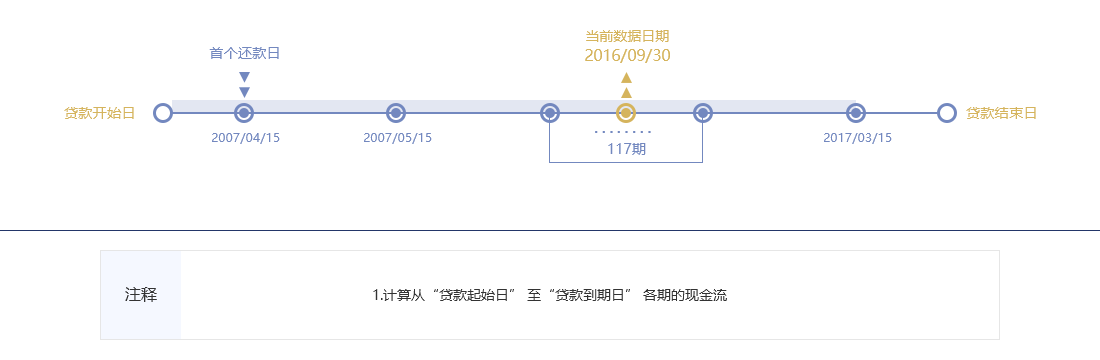 当前数据日期
首个还款日
2016/09/30
贷款开始日
贷款结束日
2007/04/15
2007/05/15
2017/03/15
117期
注释
1.计算从“贷款起始日” 至“贷款到期日” 各期的现金流